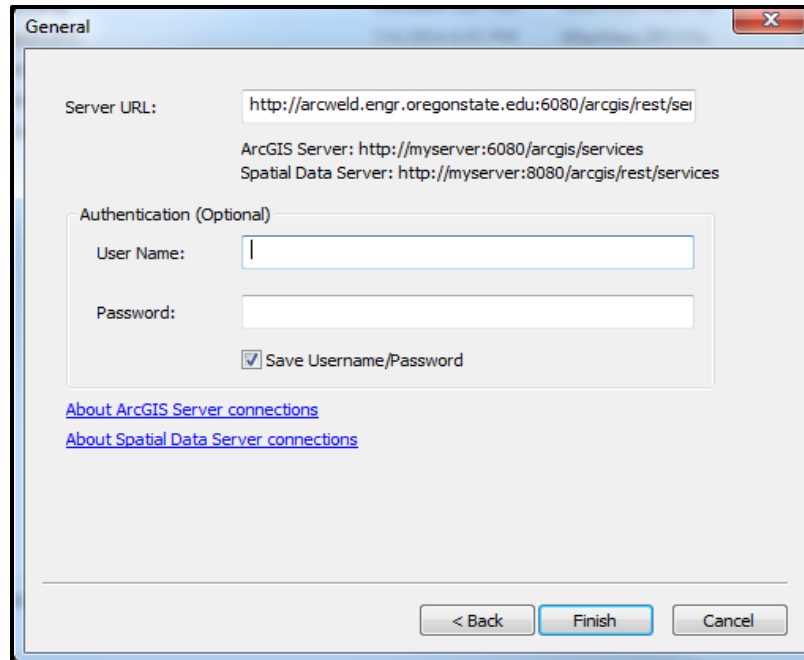 General
Server URL:
http://arcweld.engr.oregonstate.edu:6080/arcgis/rest/ser
ArcGIS Server: http://myserver:6080/arcgis/services
Spatial Data Server: http://myserver:8080/arcgis/rest/services
Authentication (Optional)
User Name:
Password:
Save Username/Password
About ArcGIS Server connections
About Spatial Data Server connections
< Back
Finish
Cancel